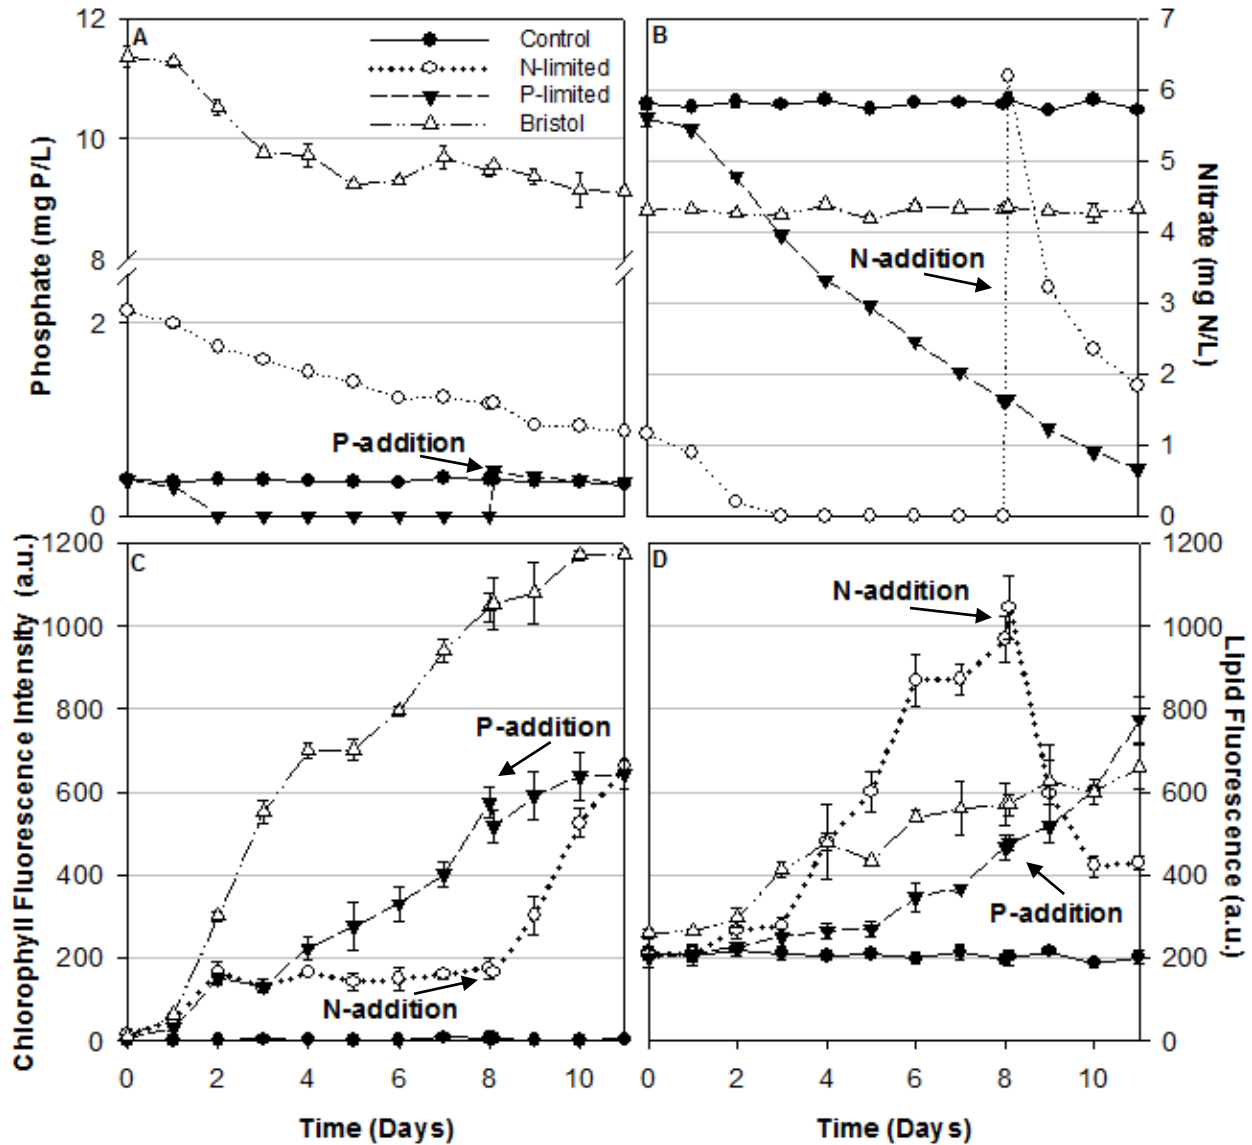 A
12
10
8
2
0
Phosphate (mg P/L)
Control
N-limited
P-limited
Bristol
P-addition
B
7
6
5
4
3
2
1
0
Nitrate (mg N/L)
N-addition
C
1200
1000
800
600
400
200
0
Chlorophyll Fluorescence Intensity (a.u.)
P-addition
N-addition
0 2 4 6 8 10
Time (Days)
D
1200
1000
800
600
400
200
0
Lipid Fluorescence (a.u.)
N-addition
P-addition
0 2 4 6 8 10
Time (Days)